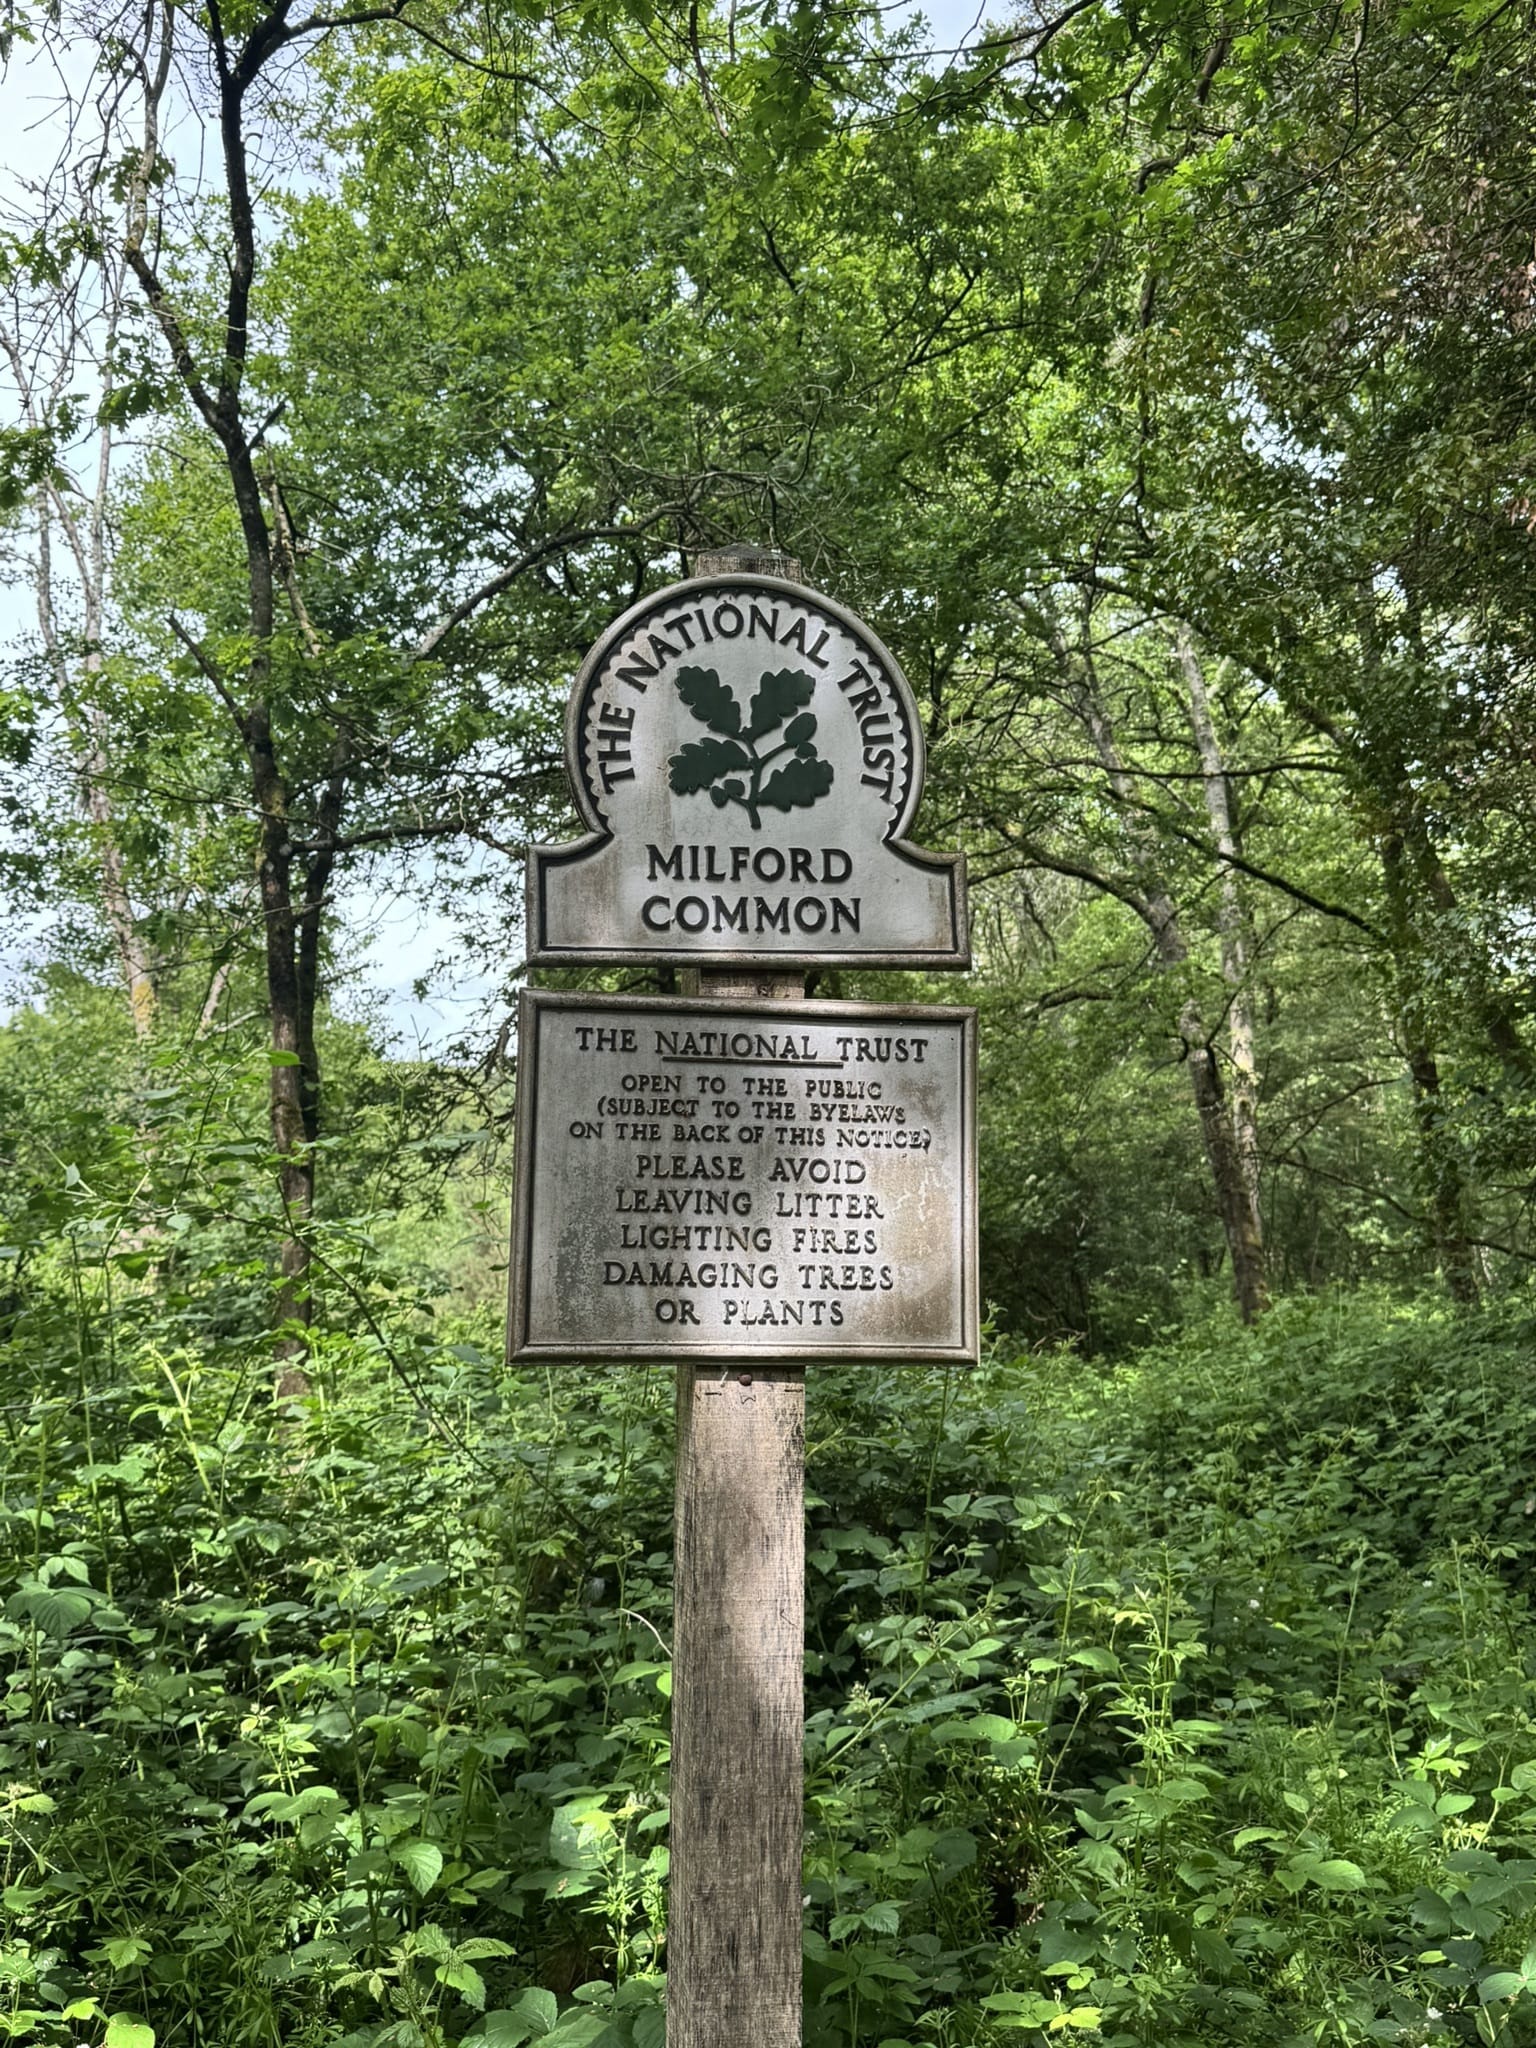 THE NATIONAL TRUST
MILFORD
COMMON
THE NATIONAL TRUST
OPEN TO THE PUBLIC
(SUBJECT TO THE BYELAWS
ON THE BACK OF THIS NOTICE)
PLEASE AVOID
LEAVING LITTER
LIGHTING FIRES
DAMAGING TREES
OR PLANTS